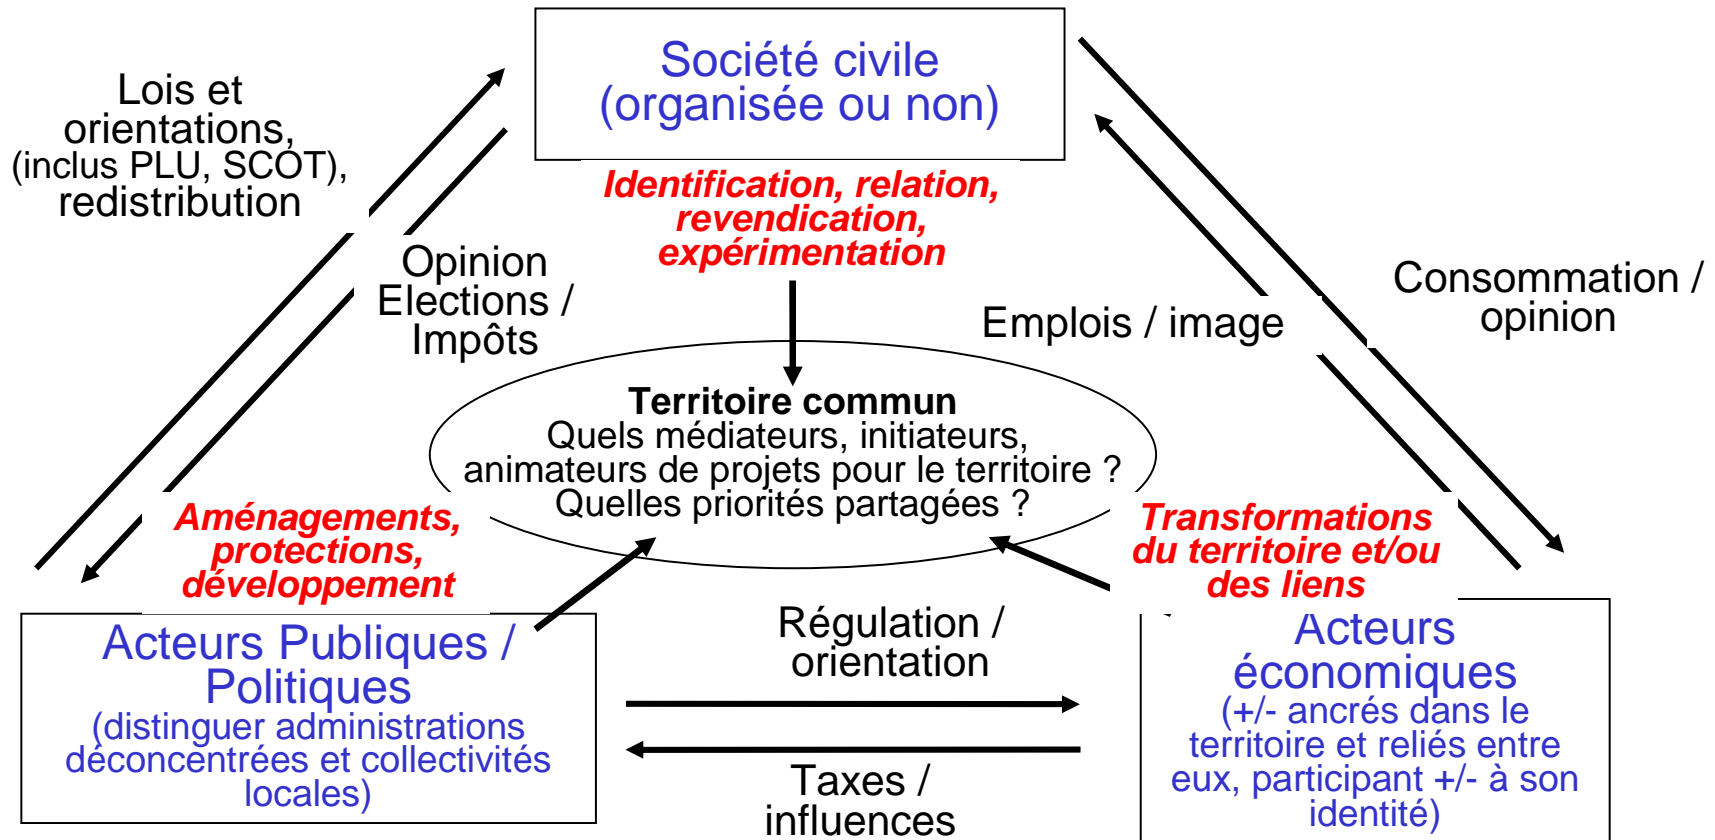 Société civile
(organisée ou non)
Lois et
orientations,
(inclus PLU, SCOT),
redistribution
Identification, relation,
revendication,
expérimentation
Opinion
Elections /
Impôts
Emplois / image
Consommation /
opinion
Territoire commun
Quels médiateurs, initiateurs,
animateurs de projets pour le territoire ?
Quelles priorités partagées ?
Aménagements,
protections,
développement
Transformations
du territoire et/ou
des liens
Acteurs Publiques /
Politiques
(distinguer administrations
déconcentrées et collectivités
locales)
Régulation /
orientation
Taxes /
influences
Acteurs
économiques
(+/- ancrés dans le
territoire et reliés entre
eux, participant +/- à son
identité)